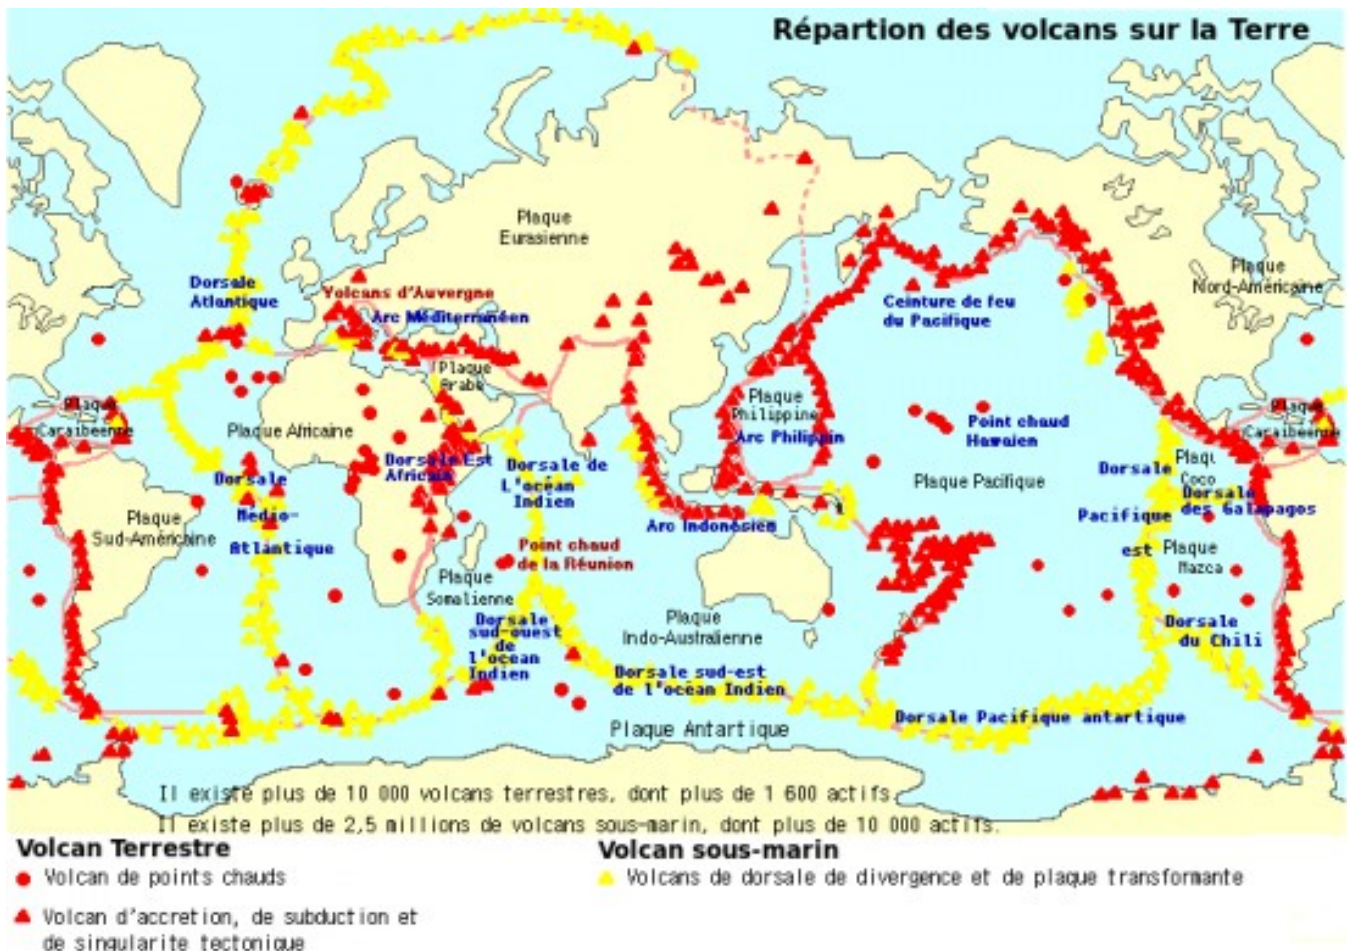 Répartion des volcans sur la Terre
Plaque
Eurasienne
Plaque
Nord-Américaine
Dorsale
Atlantique
Volcans d'Auvergne
Arc Méditerranéen
Ceinture de feu
du Pacifique
Plaque
Arabe
Plaque
Caraibeenne
Plaque Africaine
Plaque
Philippine
Arc Philippin
Point chaud
Hawaien
Plaque
Caraibeenne
Dorsale Est
Africain
Dorsale de
L'océan
Indien
Plaque Pacifique
Dorsale
Pacifique
est
Plaqu
Coco
Dorsale
des Galapagos
Dorsale
Medio-
Atlantique
Plaque
Sud-Américaine
Arc Indonésien
Point chaud
de la Réunion
Plaque
Nazca
Plaque
Somalienne
Dorsale
sud-ouest
de
l'océan
Indien
Plaque
Indo-Australienne
Dorsale
du Chili
Dorsale sud-est
de l'océan Indien
Dorsale Pacifique antartique
Plaque Antartique
Il existe plus de 10 000 volcans terrestres, dont plus de 1 600 actifs.
Il existe plus de 2,5 millions de volcans sous-marin, dont plus de 10 000 actifs.
Volcan Terrestre
Volcan de points chauds
Volcan d'accretion, de subduction et
de singularite tectonique
Volcan sous-marin
Volcans de dorsale de divergence et de plaque transformante